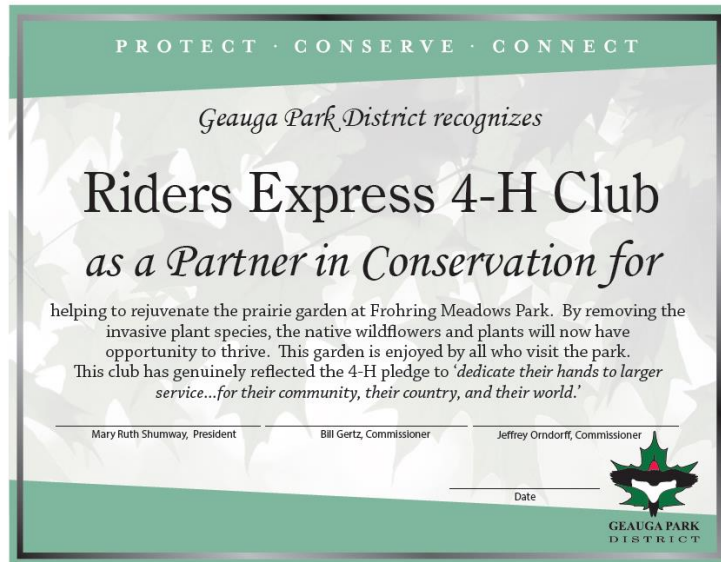 PROTECT · CONSERVE · CONNECT
Geauga Park District recognizes
Riders Express 4-H Club
as a Partner in Conservation for
helping to rejuvenate the prairie garden at Frohring Meadows Park. By removing the
invasive plant species, the native wildflowers and plants will now have
opportunity to thrive. This garden is enjoyed by all who visit the park.
This club has genuinely reflected the 4-H pledge to ‘dedicate their hands to larger
service...for their community, their country, and their world.’
Mary Ruth Shumway, President Bill Gertz, Commissioner Jeffrey Orndorff, Commissioner
Date
GEAUGA PARK
DISTRICT